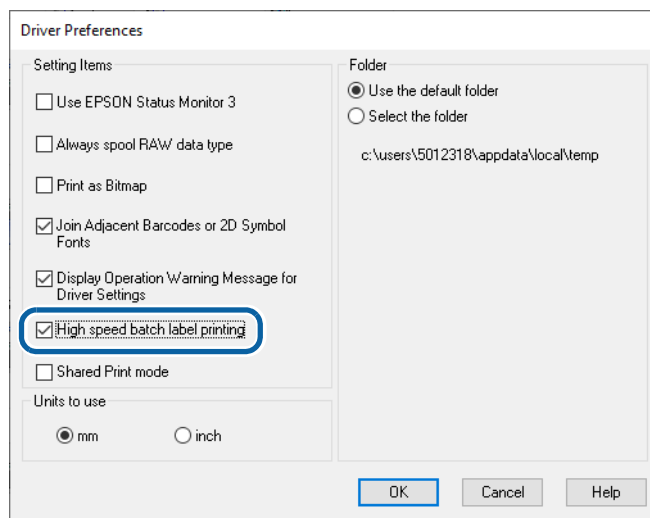 Driver Preferences
Setting Items
Use EPSON Status Monitor 3
Always spool RAW data type
Print as Bitmap
Join Adjacent Barcodes or 2D Symbol
Fonts
Display Operation Warning Message for
Driver Settings
High speed batch label printing
Shared Print mode
Units to use
mm
inch
Folder
Use the default folder
Select the folder
c:\users\5012318\appdata\local\temp
OK
Cancel
Help